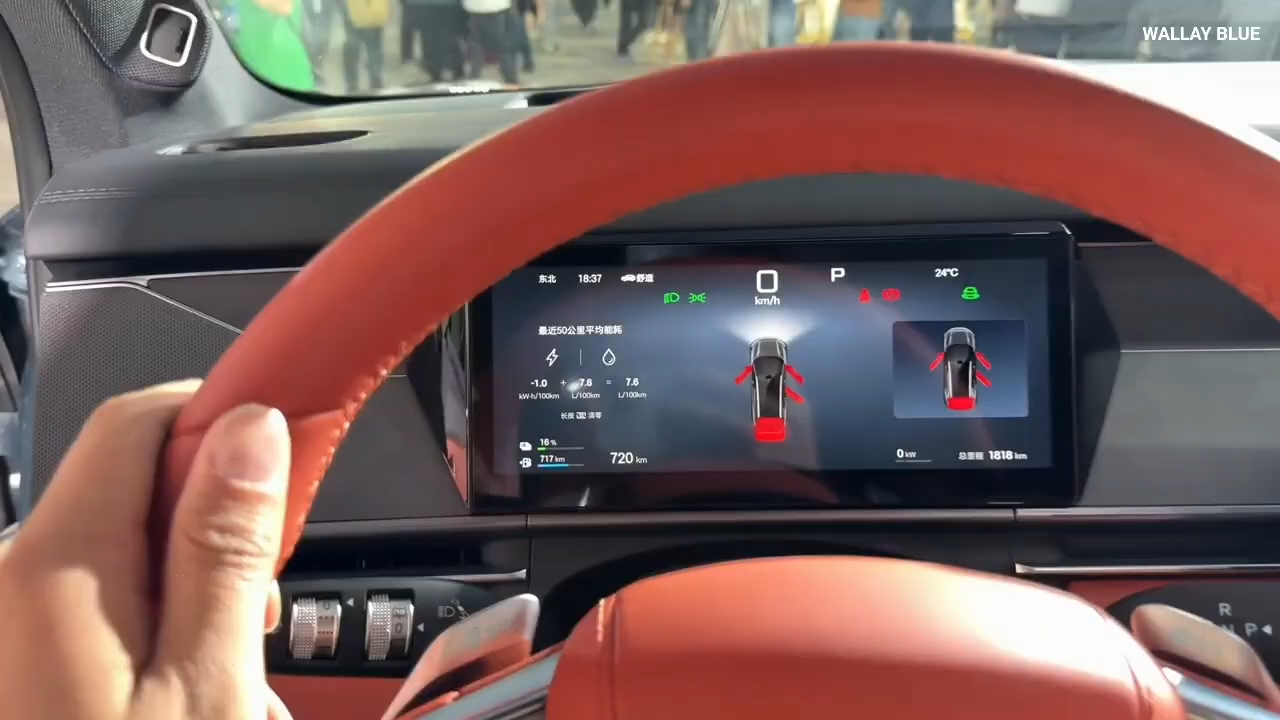 WALLAY BLUE
东北 18:37 舒适 P 24°C
0
km/h
最近50公里平均能耗
-1.0 + 7.8 = 7.6
kW·h/100km L/100km L/100km
长按 清零
16 %
717 km
720 km
0 kW
总里程 1818 km
R
N P